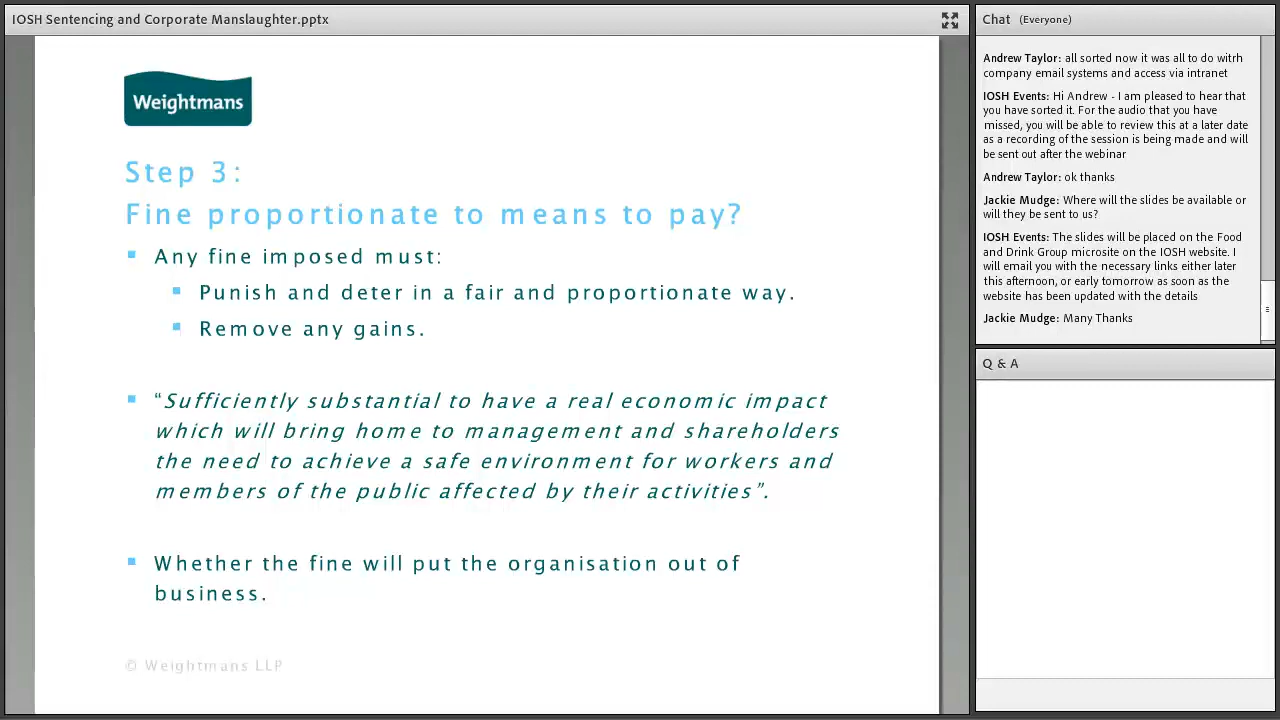 IOSH Sentencing and Corporate Manslaughter.pptx
Weightmans
Step 3:
Fine proportionate to means to pay?
Any fine imposed must:
Punish and deter in a fair and proportionate way.
Remove any gains.
“Sufficiently substantial to have a real economic impact
which will bring home to management and shareholders
the need to achieve a safe environment for workers and
members of the public affected by their activities”.
Whether the fine will put the organisation out of
business.
© Weightmans LLP
Chat (Everyone)
Andrew Taylor: all sorted now it was all to do witrh
company email systems and access via intranet
IOSH Events: Hi Andrew - I am pleased to hear that
you have sorted it. For the audio that you have
missed, you will be able to review this at a later date
as a recording of the session is being made and will
be sent out after the webinar
Andrew Taylor: ok thanks
Jackie Mudge: Where will the slides be available or
will they be sent to us?
IOSH Events: The slides will be placed on the Food
and Drink Group microsite on the IOSH website. I
will email you with the necessary links either later
this afternoon, or early tomorrow as soon as the
website has been updated with the details
Jackie Mudge: Many Thanks
Q & A